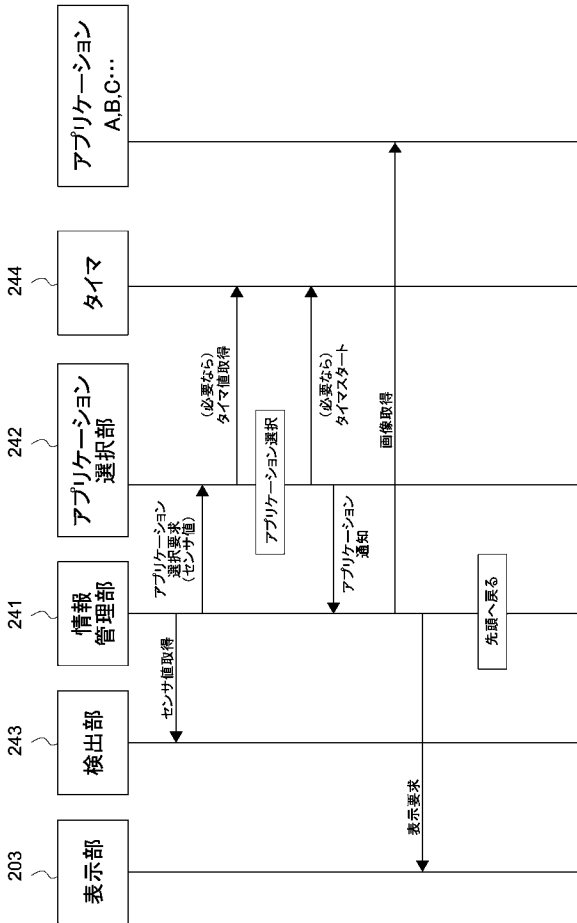 203
表示部
243
検出部
241
情報
管理部
242
アプリケーション
選択部
244
タイマ
アプリケーション
A,B,C…
センサ値取得
アプリケーション
選択要求
(センサ値)
(必要なら)
タイマ値取得
アプリケーション選択
(必要なら)
タイマスタート
アプリケーション
通知
画像取得
表示要求
先頭へ戻る